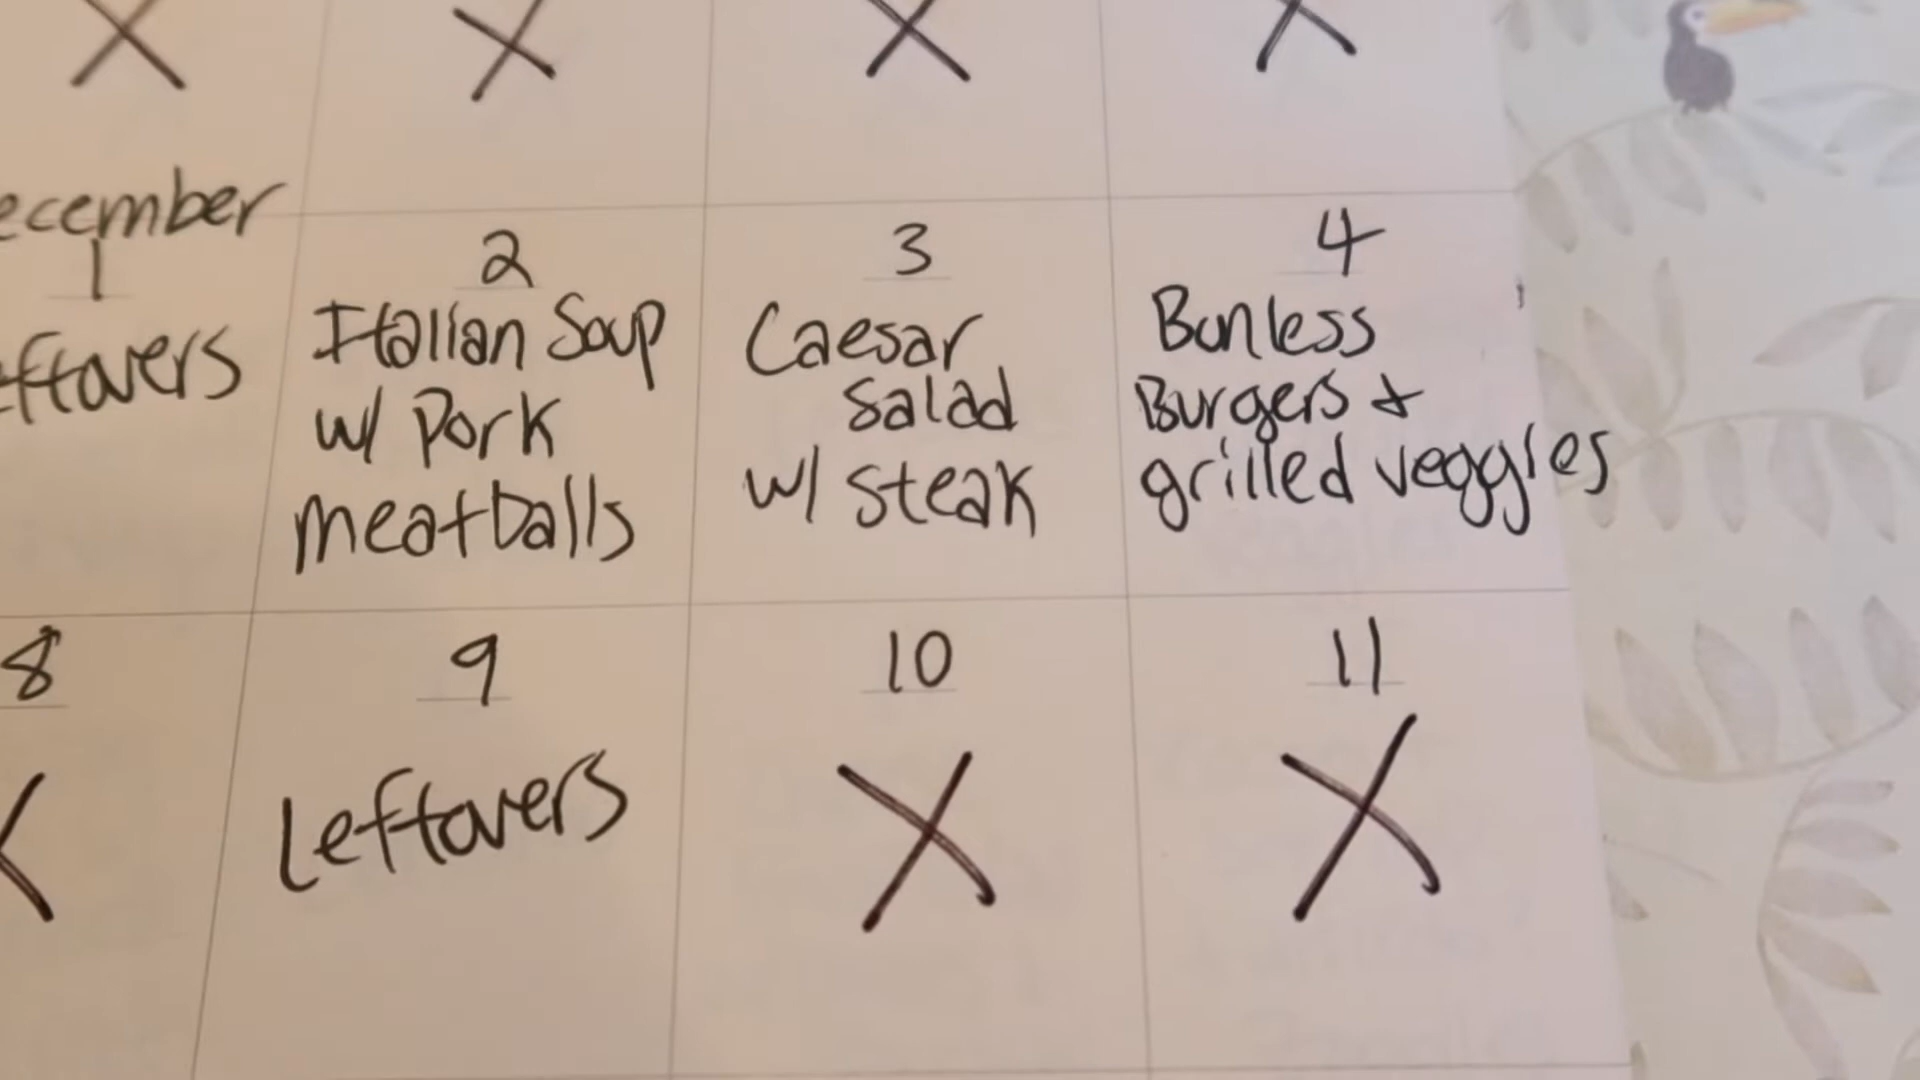 ecember
1
eftovers
2
Italian Soup
w/ Pork
meatballs
3
Caesar
Salad
w/ steak
4
Bunless
Burgers &
grilled veggies
8
9
Leftovers
10
11